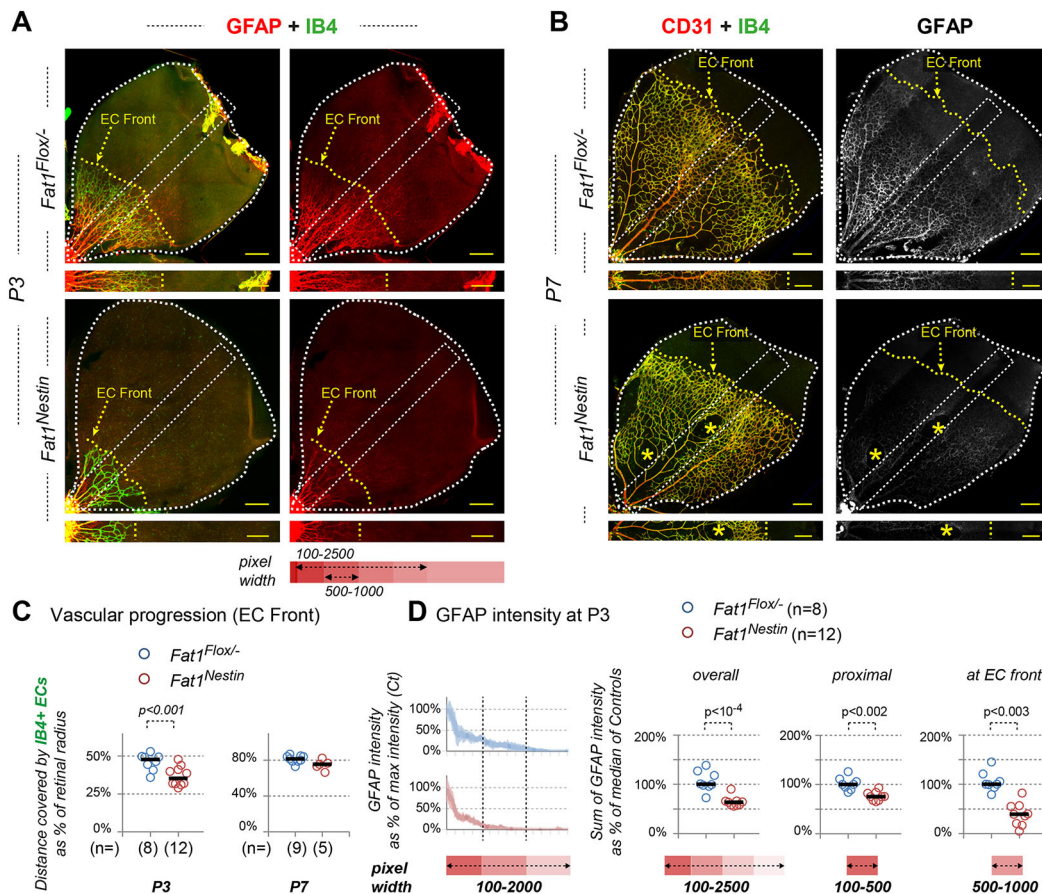 A
GFAP + IB4
B
CD31 + IB4
GFAP
P3
Fat1Flox/-
EC Front
EC Front
P7
Fat1Flox/-
EC Front
EC Front
Fat1Nestin
EC Front
EC Front
Fat1Nestin
EC Front
EC Front
*
*
*
*
*
*
pixel
width
100-2500
500-1000
C
Vascular progression (EC Front)
Fat1Flox/-
Fat1Nestin
Distance covered by IB4+ ECs
as % of retinal radius
p<0.001
50%
25%
0%
(n=)
(8)
(12)
P3
80%
40%
0%
(n=)
(9)
(5)
P7
D
GFAP intensity at P3
Fat1Flox/- (n=8)
Fat1Nestin (n=12)
GFAP intensity
as % of max intensity (Ct)
100%
50%
0%
100%
50%
0%
pixel
width
100-2000
Sum of GFAP intensity
as % of median of Controls
overall
p<10-4
200%
100%
0%
100-2500
proximal
p<0.002
200%
100%
0%
100-500
at EC front
p<0.003
200%
100%
0%
500-1000